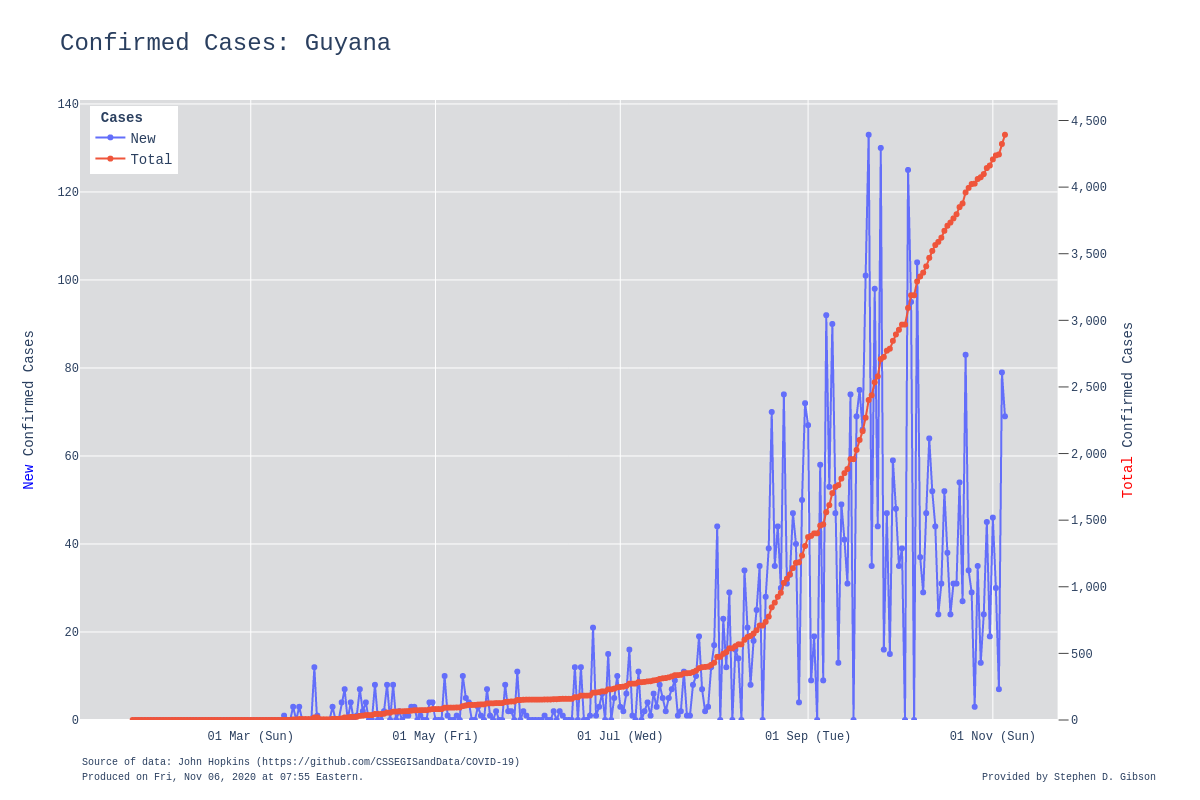 Confirmed Cases: Guyana
Cases
New
Total
140
120
100
80
60
40
20
0
4,500
4,000
3,500
3,000
2,500
2,000
1,500
1,000
500
0
New Confirmed Cases
Total Confirmed Cases
01 Mar (Sun) 01 May (Fri) 01 Jul (Wed) 01 Sep (Tue) 01 Nov (Sun)
Source of data: John Hopkins (https://github.com/CSSEGISandData/COVID-19)
Produced on Fri, Nov 06, 2020 at 07:55 Eastern.
Provided by Stephen D. Gibson